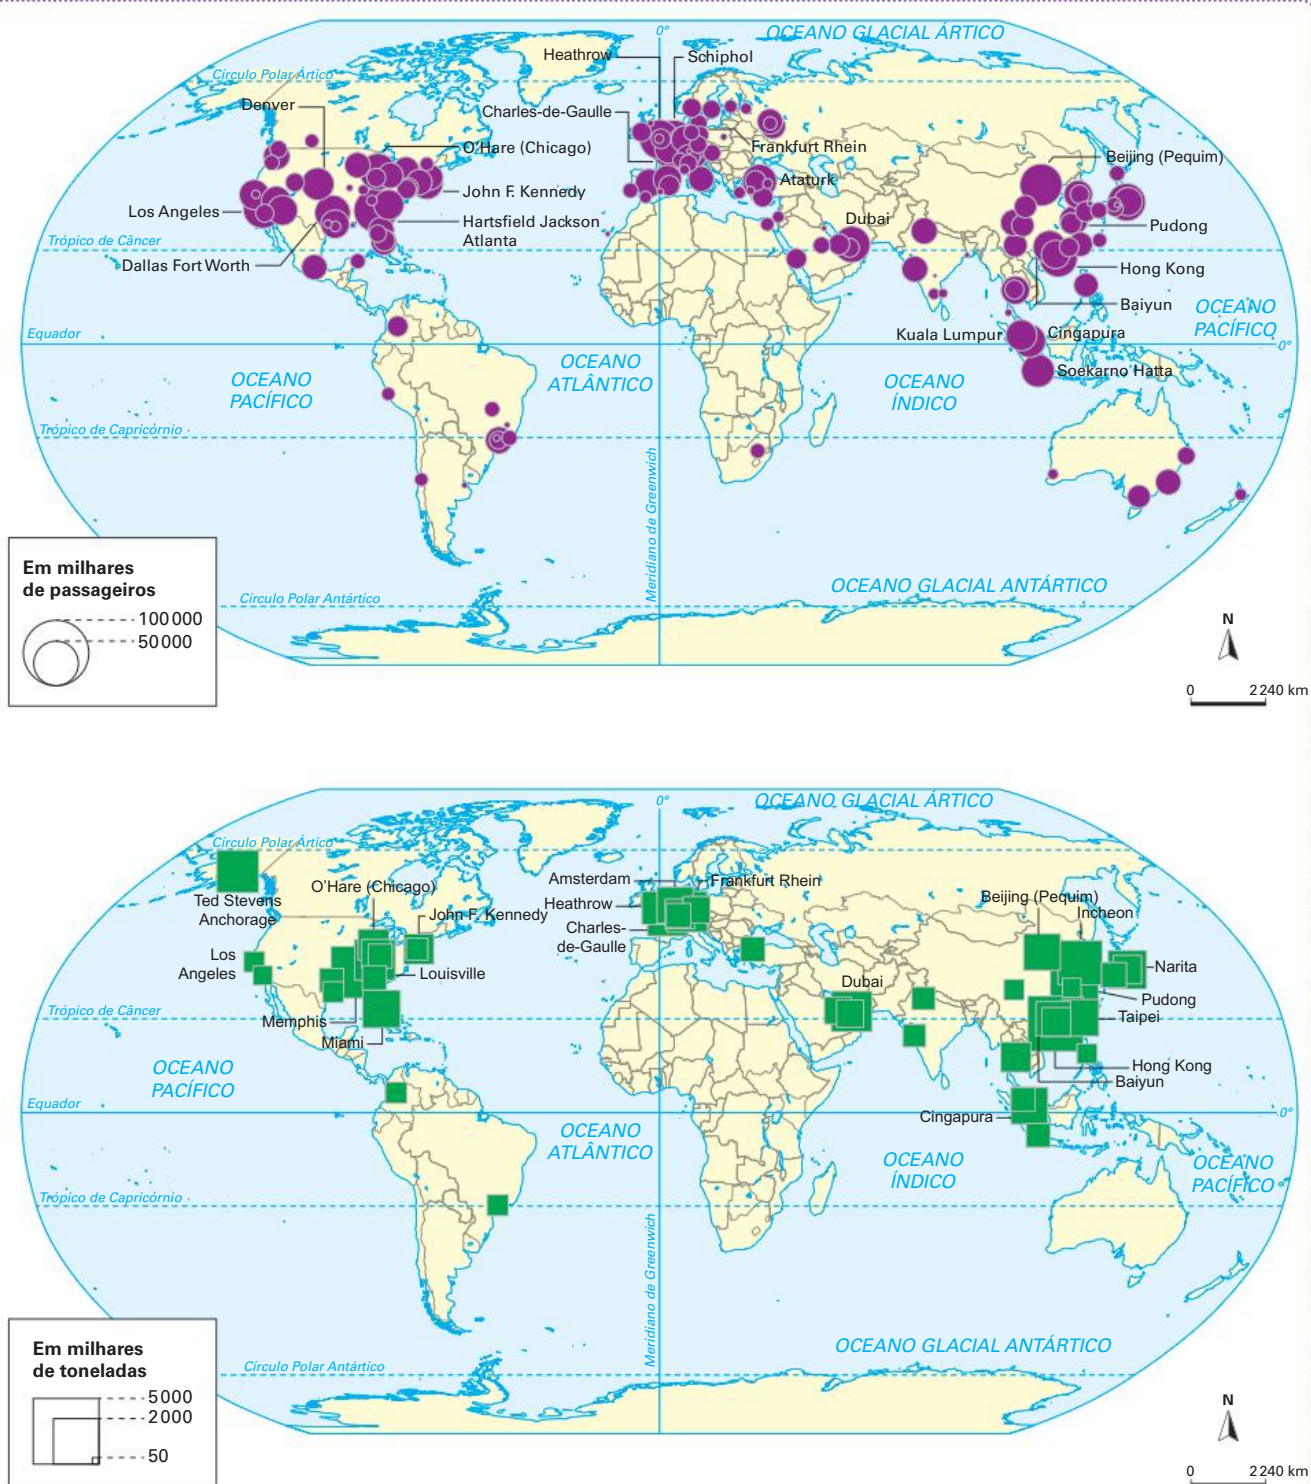 0°
OCEANO GLACIAL ÁRTICO
Heathrow
Schiphol
Círculo Polar Ártico
Denver
Charles-de-Gaulle
O'Hare (Chicago)
Frankfurt Rhein
Beijing (Pequim)
Ataturk
John F. Kennedy
Los Angeles
Hartsfield Jackson
Atlanta
Dubai
Pudong
Trópico de Câncer
Dallas Fort Worth
Hong Kong
Baiyun
OCEANO
PACÍFICO
Equador
Kuala Lumpur
Cingapura
0°
OCEANO
ATLÂNTICO
OCEANO
PACÍFICO
OCEANO
ÍNDICO
Soekarno Hatta
Trópico de Capricórnio
Meridiano de Greenwich
Em milhares
de passageiros
100 000
50 000
OCEANO GLACIAL ANTÁRTICO
Círculo Polar Antártico
N
0
2 240 km
0°
OCEANO GLACIAL ÁRTICO
Círculo Polar Ártico
Ted Stevens
Anchorage
O'Hare (Chicago)
John F. Kennedy
Amsterdam
Frankfurt Rhein
Heathrow
Charles-
de-Gaulle
Beijing (Pequim)
Incheon
Los
Angeles
Louisville
Narita
Dubai
Pudong
Taipei
Trópico de Câncer
Memphis
Miami
OCEANO
PACÍFICO
Hong Kong
Baiyun
Equador
Cingapura
0°
OCEANO
ATLÂNTICO
OCEANO
ÍNDICO
OCEANO
PACÍFICO
Trópico de Capricórnio
Meridiano de Greenwich
Em milhares
de toneladas
5000
2000
50
OCEANO GLACIAL ANTÁRTICO
Círculo Polar Antártico
N
0
2 240 km